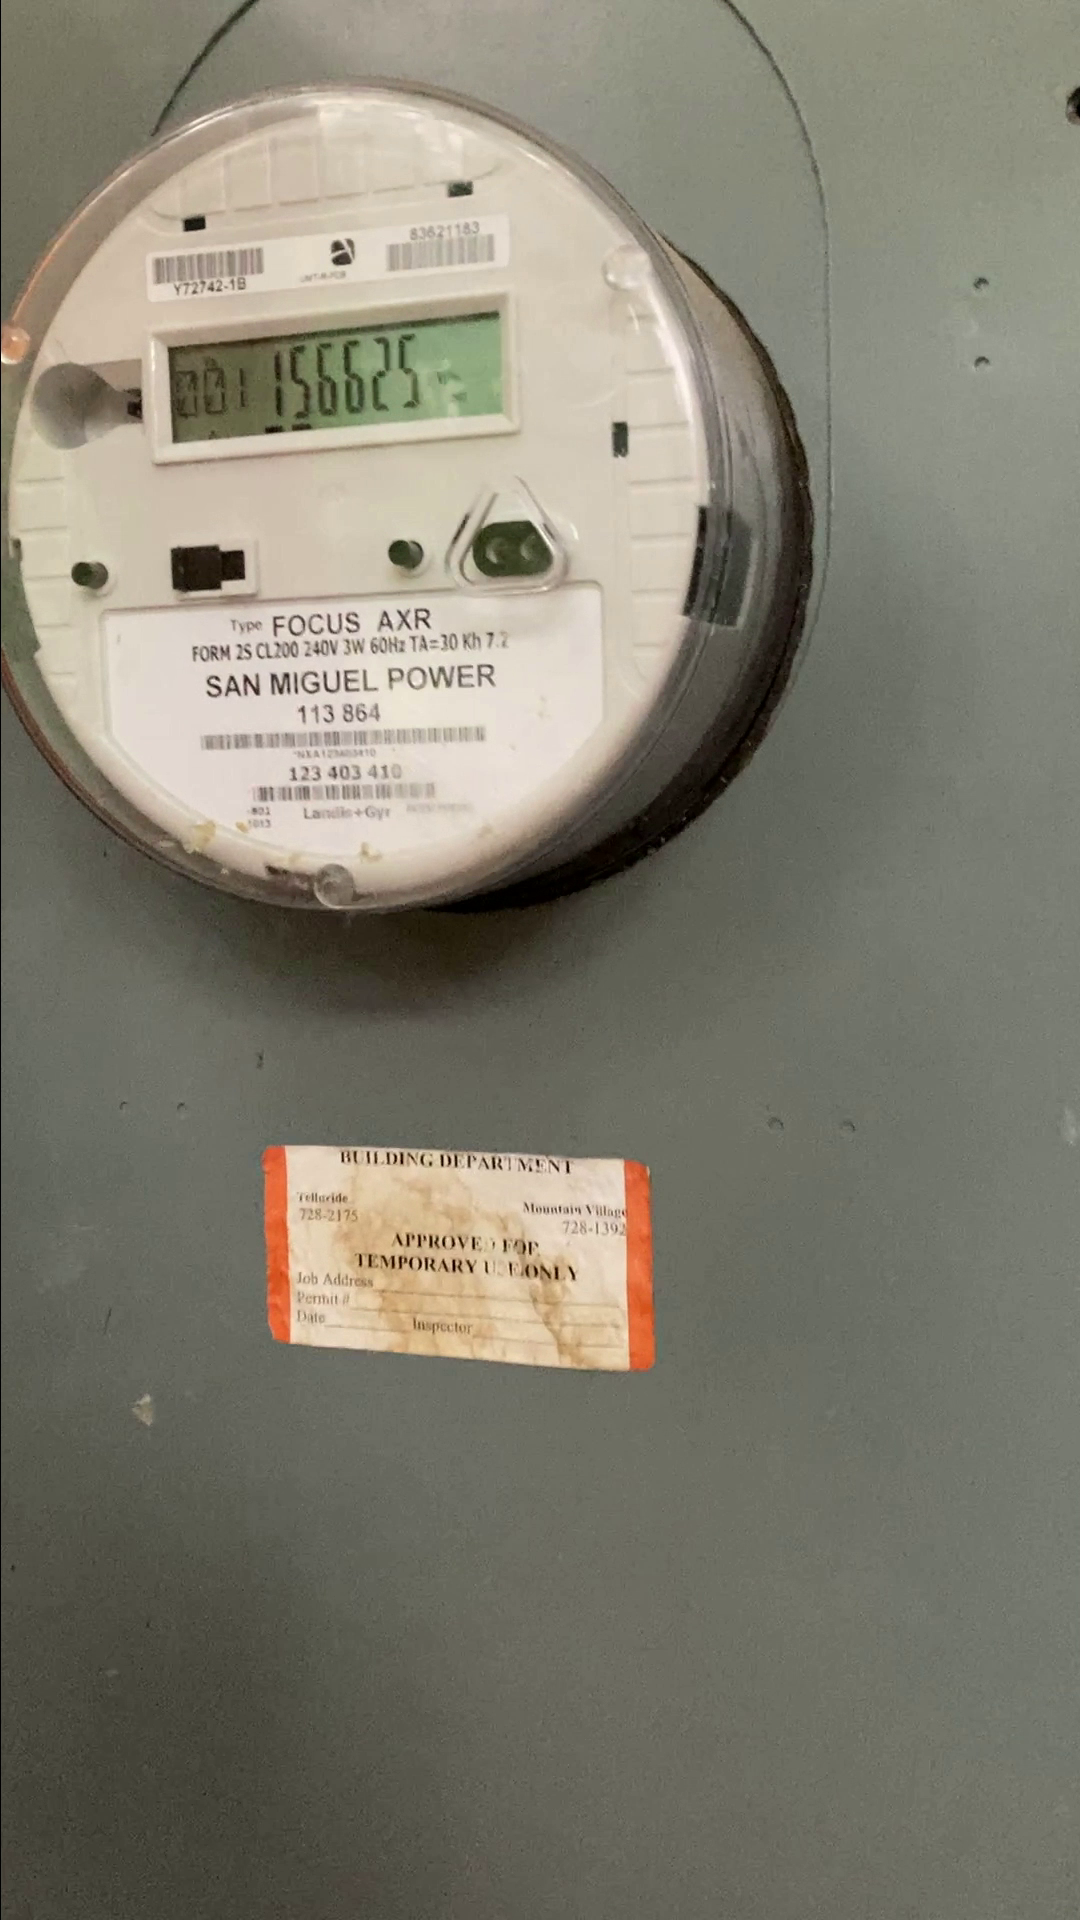 83621183
Y72742-1B
001 156625
Type FOCUS AXR
FORM 2S CL200 240V 3W 60Hz TA=30 Kh 7.2
SAN MIGUEL POWER
113 864
123 403 410
Landis+Gyr
BUILDING DEPARTMENT
Telluride
Mountain Village
728-2175
728-1392
APPROVED FOR
TEMPORARY USE ONLY
Job Address
Permit #
Date Inspector